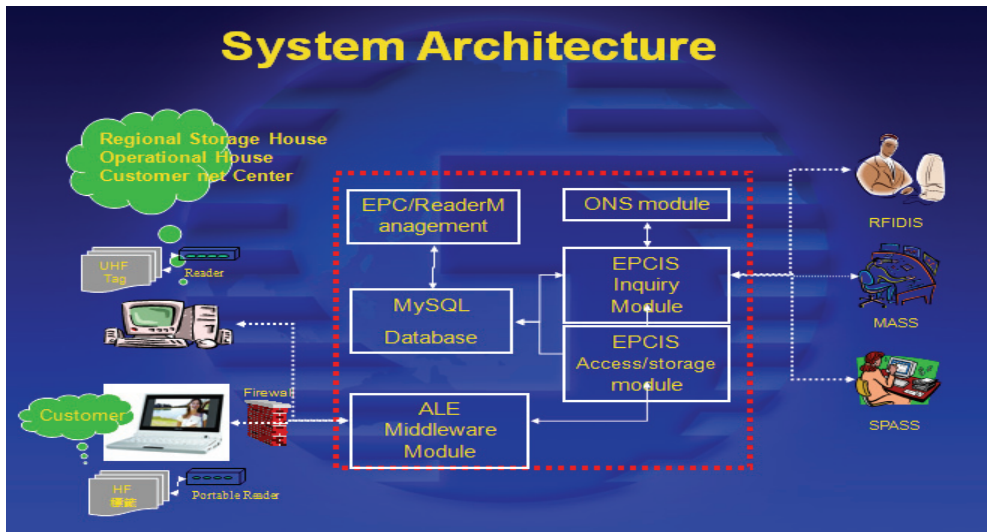 System Architecture
Regional Storage House
Operational House
Customer net Center
UHF
Tag
Reader
EPC/ReaderM
anagement
ONS module
MySQL
Database
EPCIS
Inquiry
Module
EPCIS
Access/storage
module
RFIDIS
MASS
SPASS
Customer
Firewall
ALE
Middleware
Module
HF
Portable Reader